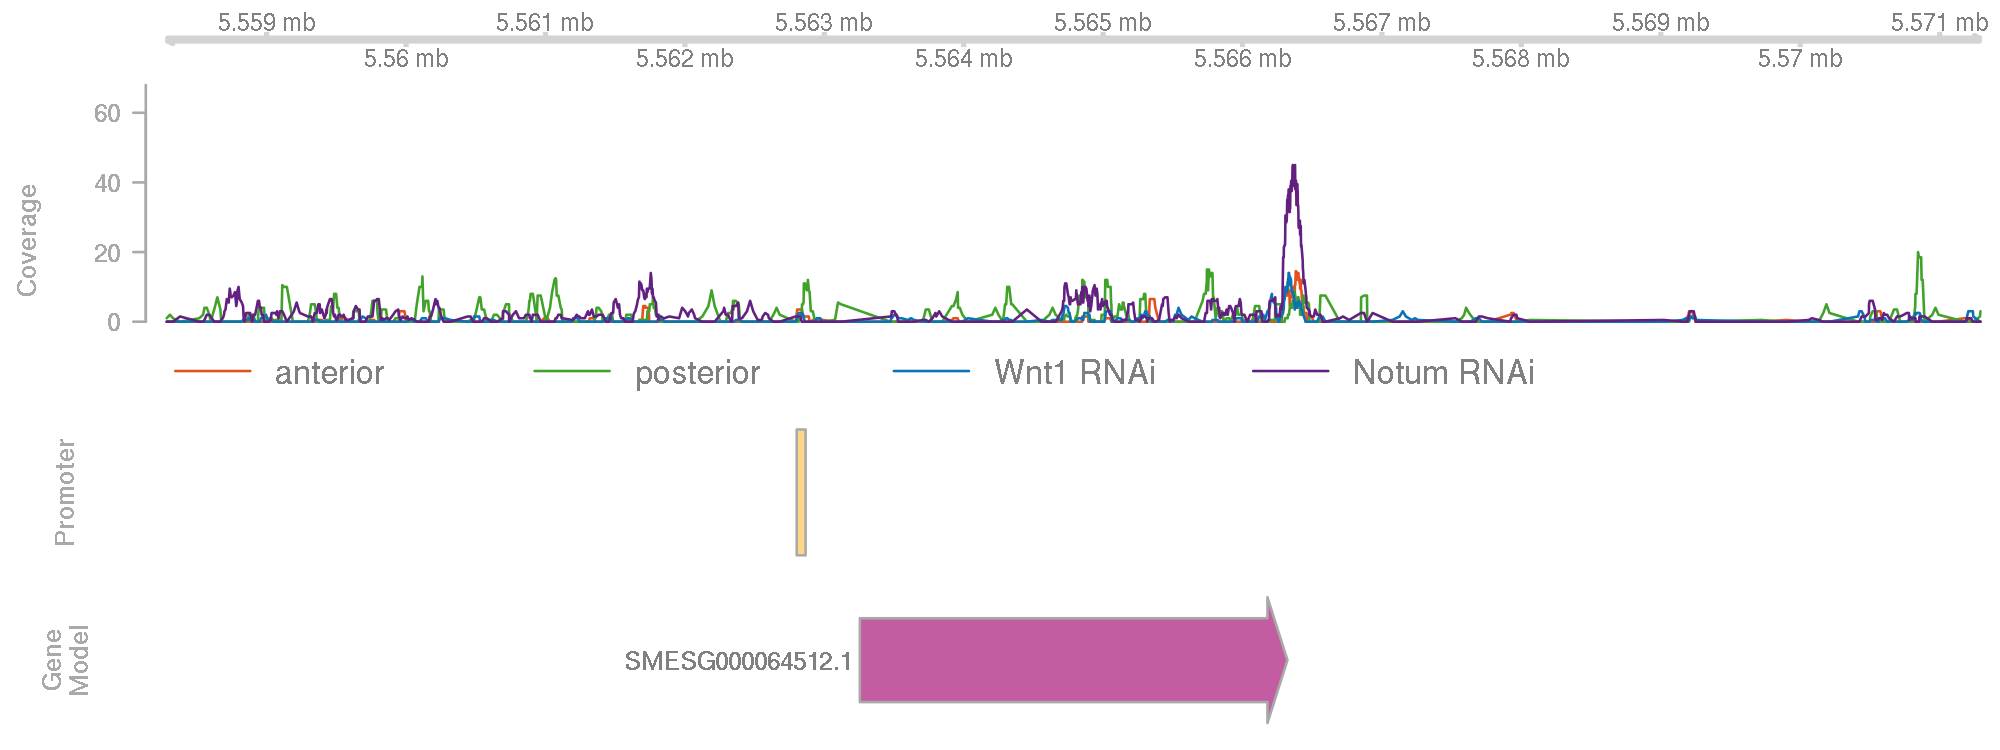 5.559 mb 5.561 mb 5.563 mb 5.565 mb 5.567 mb 5.569 mb 5.571 mb
5.56 mb 5.562 mb 5.564 mb 5.566 mb 5.568 mb 5.57 mb
Coverage
60
40
20
0
anterior posterior Wnt1 RNAi Notum RNAi
Promoter
Gene
Model
SMESG000064512.1